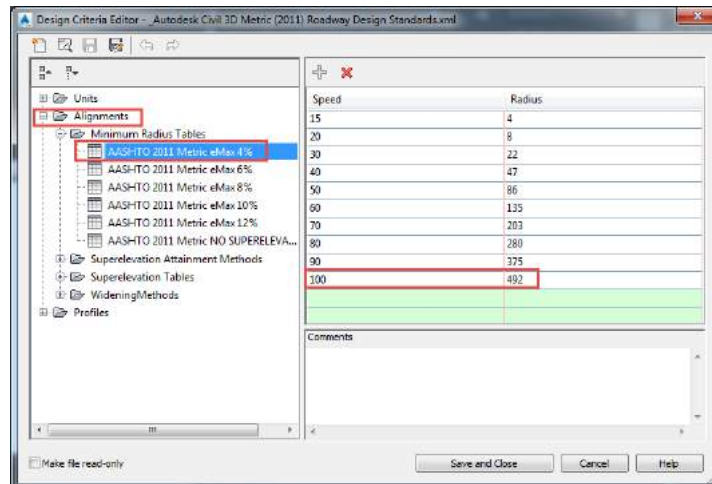 Design Criteria Editor - _Autodesk Civil 3D Metric (2011) Roadway Design Standards.xml
Units
Alignments
Minimum Radius Tables
AASHTO 2011 Metric eMax 4%
AASHTO 2011 Metric eMax 6%
AASHTO 2011 Metric eMax 8%
AASHTO 2011 Metric eMax 10%
AASHTO 2011 Metric eMax 12%
AASHTO 2011 Metric NO SUPERELEVA...
Superelevation Attainment Methods
Superelevation Tables
WideningMethods
Profiles
Speed Radius
15 4
20 8
30 22
40 47
50 86
60 135
70 203
80 280
90 375
100 492
Comments
Make file read-only
Save and Close Cancel Help